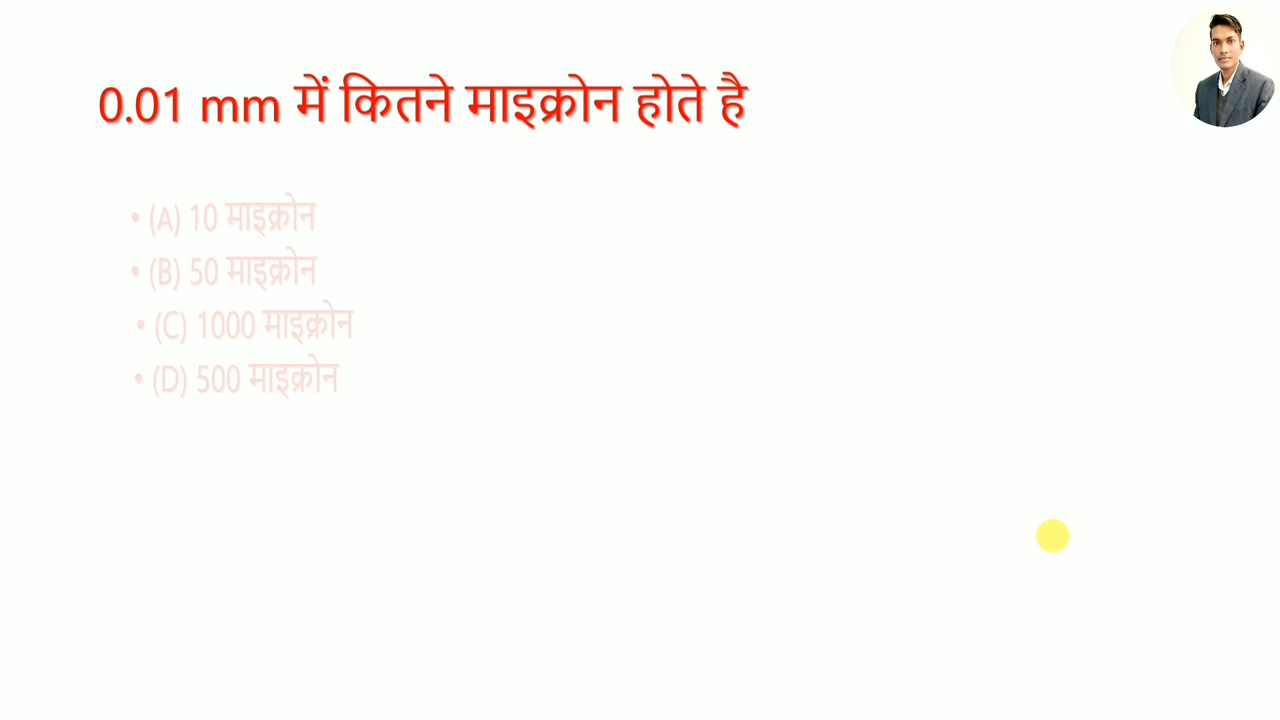 0.01 mm में कितने माइक्रोन होते है
• (A) 10 माइक्रोन
• (B) 50 माइक्रोन
• (C) 1000 माइक्रोन
• (D) 500 माइक्रोन